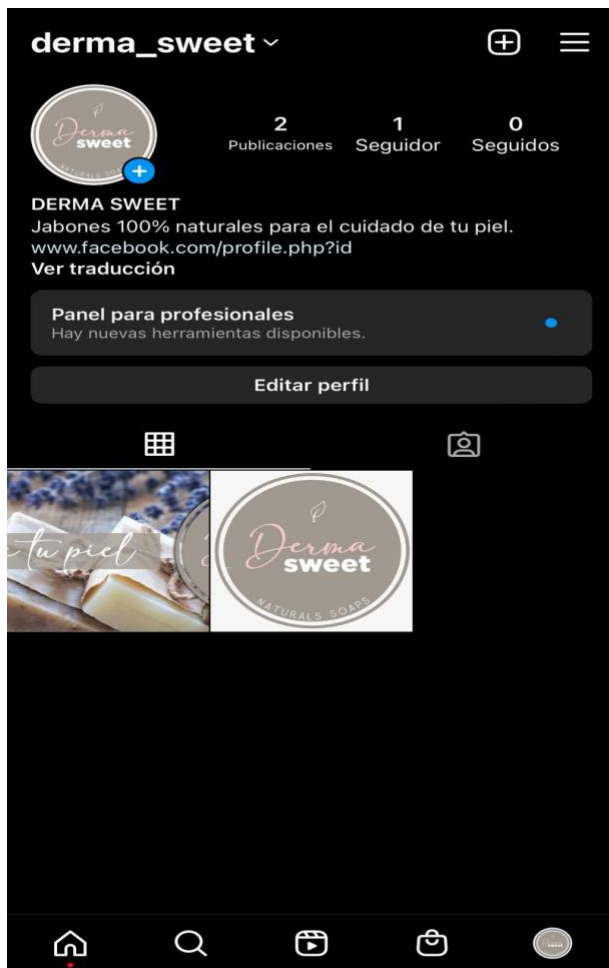 derma_sweet
Derma
sweet
2 1 0
Publicaciones Seguidor Seguidos
DERMA SWEET
Jabones 100% naturales para el cuidado de tu piel.
www.facebook.com/profile.php?id
Ver traducción
Panel para profesionales
Hay nuevas herramientas disponibles.
Editar perfil
tu piel
Derma
sweet
NATURALS SOAPS